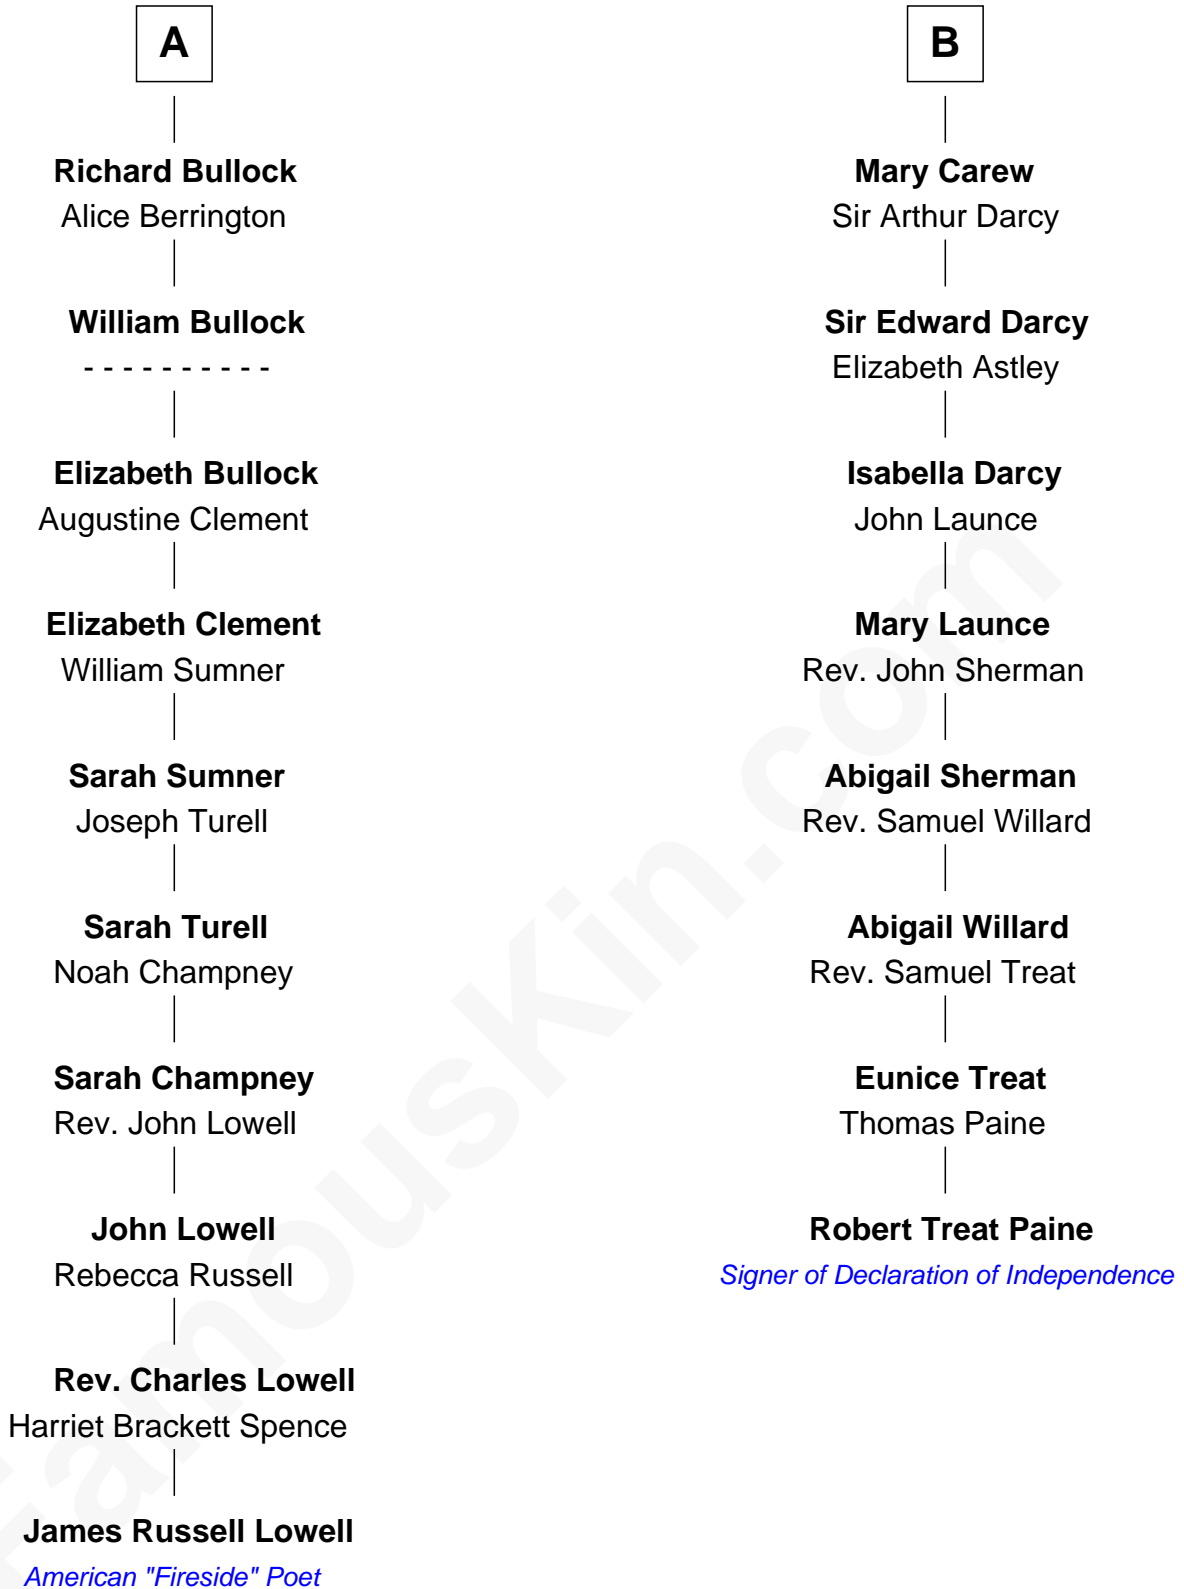 A
Richard Bullock
Alice Berrington
William Bullock
- - - - - - - - - -
Elizabeth Bullock
Augustine Clement
Elizabeth Clement
William Sumner
Sarah Sumner
Joseph Turell
Sarah Turell
Noah Champney
Sarah Champney
Rev. John Lowell
John Lowell
Rebecca Russell
Rev. Charles Lowell
Harriet Brackett Spence
James Russell Lowell
American "Fireside" Poet
B
Mary Carew
Sir Arthur Darcy
Sir Edward Darcy
Elizabeth Astley
Isabella Darcy
John Launce
Mary Launce
Rev. John Sherman
Abigail Sherman
Rev. Samuel Willard
Abigail Willard
Rev. Samuel Treat
Eunice Treat
Thomas Paine
Robert Treat Paine
Signer of Declaration of Independence
FamousKin.com